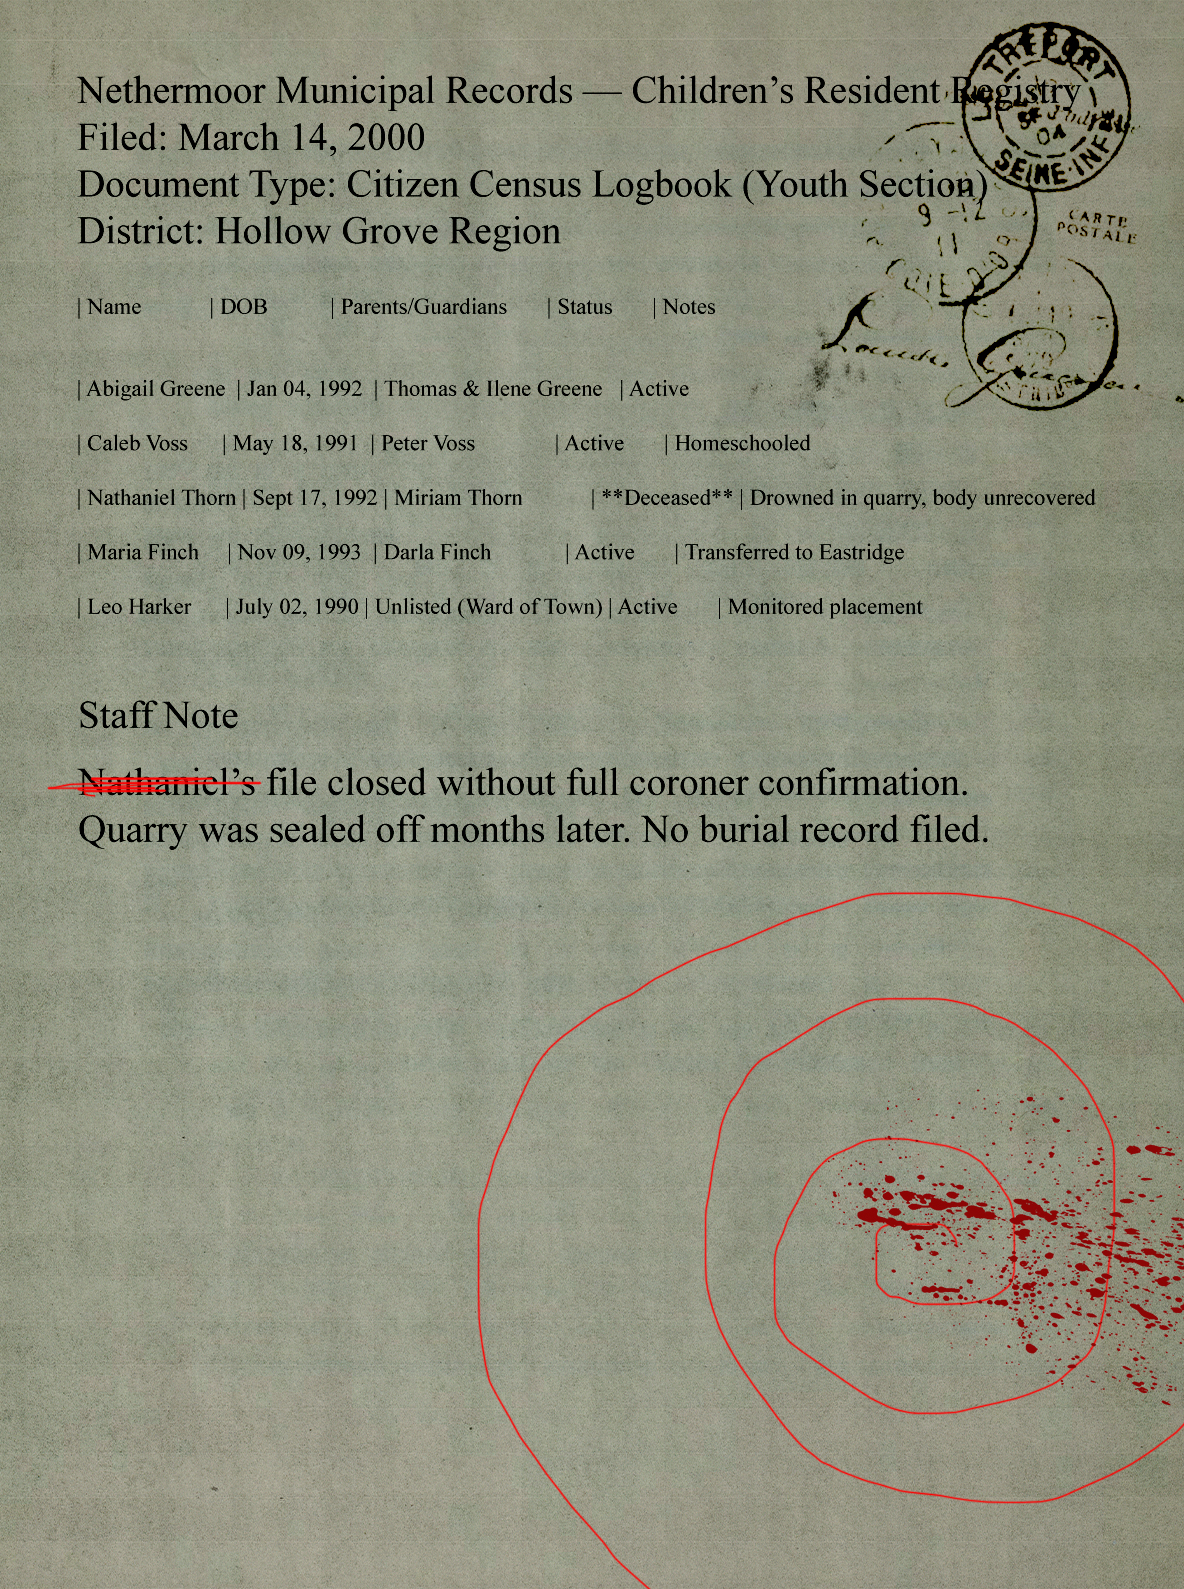 Nethermoor Municipal Records — Children’s Resident Registry
Filed: March 14, 2000
Document Type: Citizen Census Logbook (Youth Section)
District: Hollow Grove Region
| Name | DOB | Parents/Guardians | Status | Notes
| Abigail Greene | Jan 04, 1992 | Thomas & Ilene Greene | Active
| Caleb Voss | May 18, 1991 | Peter Voss | Active | Homeschooled
| Nathaniel Thorn | Sept 17, 1992 | Miriam Thorn | **Deceased** | Drowned in quarry, body unrecovered
| Maria Finch | Nov 09, 1993 | Darla Finch | Active | Transferred to Eastridge
| Leo Harker | July 02, 1990 | Unlisted (Ward of Town) | Active | Monitored placement
Staff Note
Nathaniel’s file closed without full coroner confirmation.
Quarry was sealed off months later. No burial record filed.
TREPORT
04
SEINE-INF
9 -12
11
CARTE
POSTALE